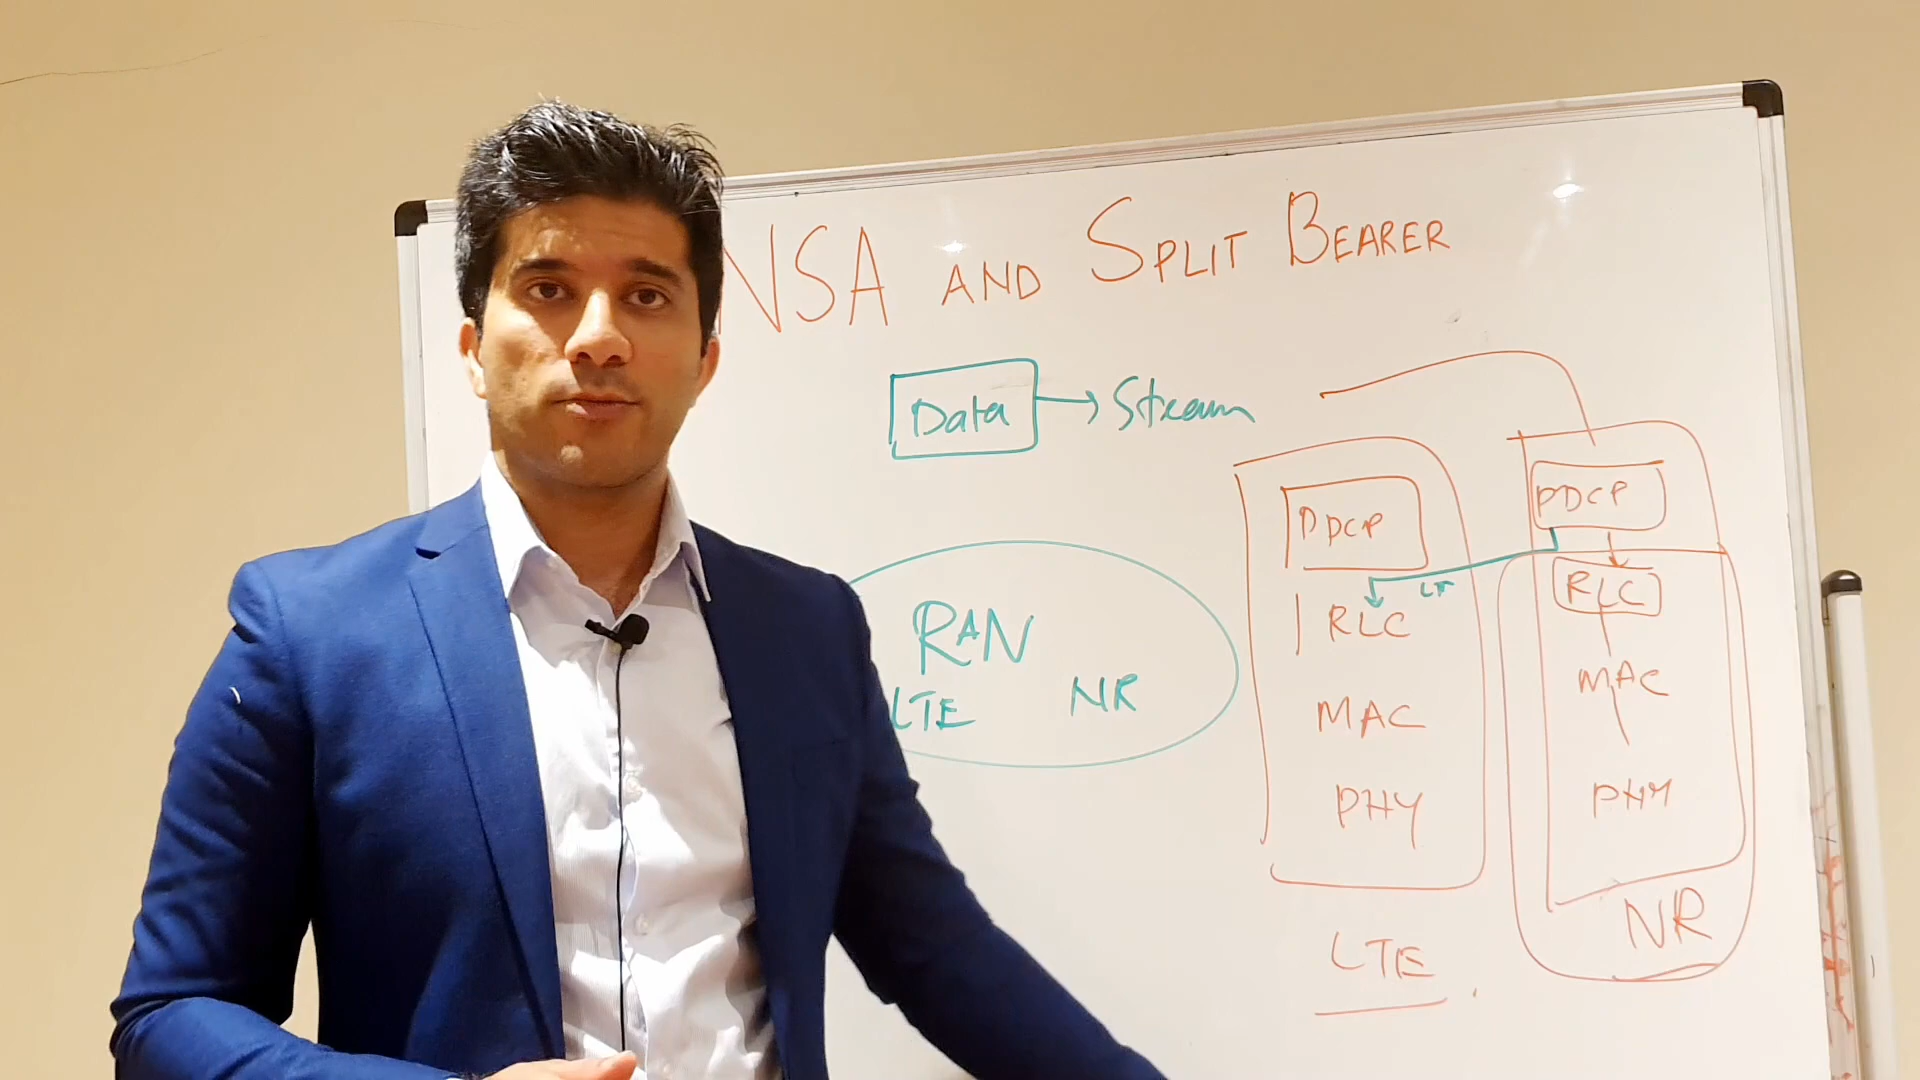 NSA AND SPLIT BEARER
Data → Stream
RAN
LTE NR
PDCP
RLC
MAC
PHY
LTE
PDCP
RLC
MAC
PHY
NR